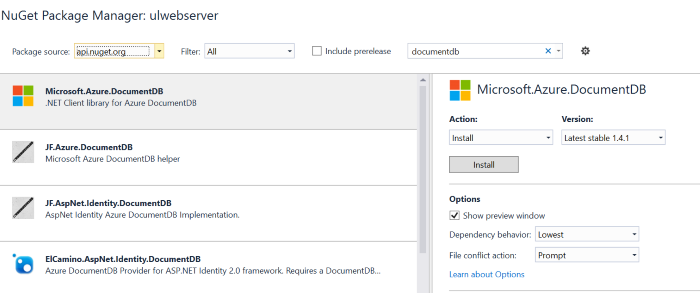 NuGet Package Manager: ulwebserver
Package source: api.nuget.org Filter: All Include prerelease documentdb
Microsoft.Azure.DocumentDB
.NET Client library for Azure DocumentDB
JF.Azure.DocumentDB
Microsoft Azure DocumentDB helper
JF.AspNet.Identity.DocumentDB
AspNet Identity Azure DocumentDB Implementation.
ElCamino.AspNet.Identity.DocumentDB
Azure DocumentDB Provider for ASP.NET Identity 2.0 framework. Requires a DocumentDB...
Microsoft.Azure.DocumentDB
Action: Version:
Install Latest stable 1.4.1
Install
Options
Show preview window
Dependency behavior: Lowest
File conflict action: Prompt
Learn about Options